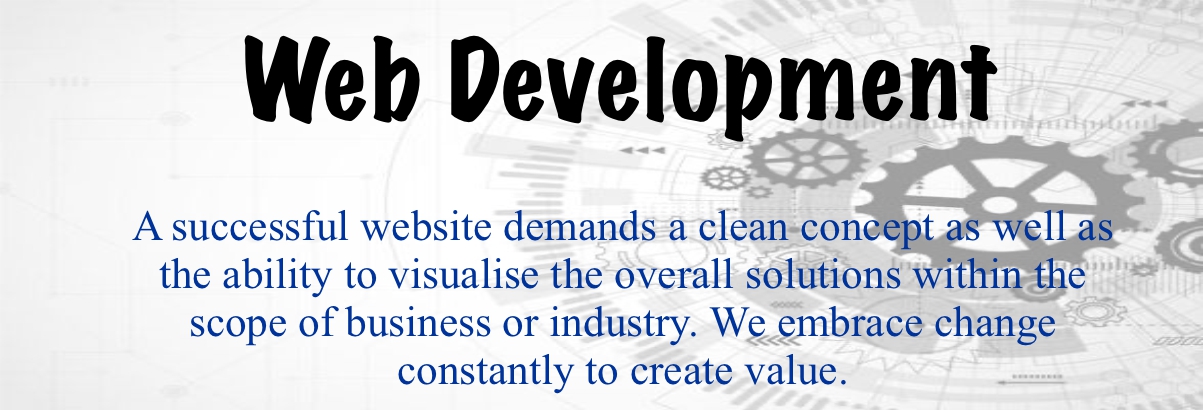 Web Development
A successful website demands a clean concept as well as
the ability to visualise the overall solutions within the
scope of business or industry. We embrace change
constantly to create value.